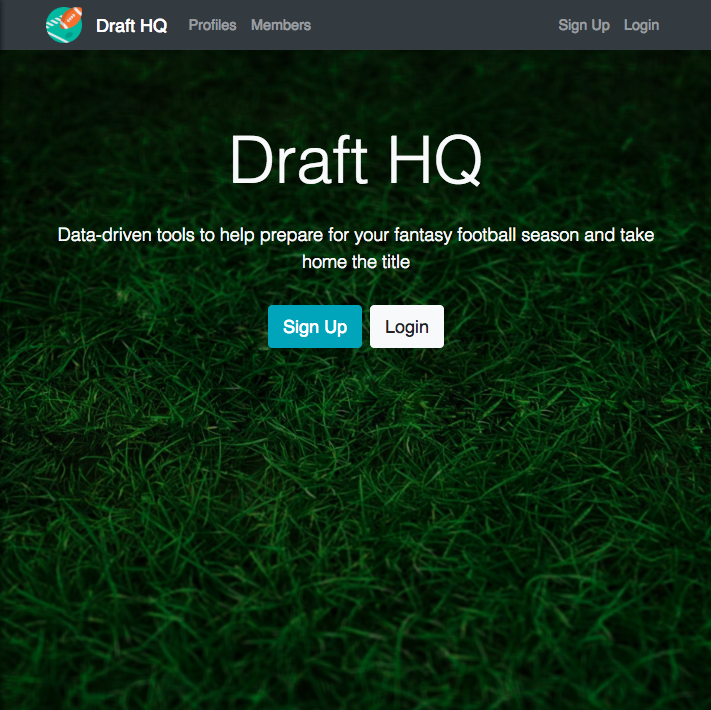 Draft HQ Profiles Members Sign Up Login
Draft HQ
Data-driven tools to help prepare for your fantasy football season and take
home the title
Sign Up Login